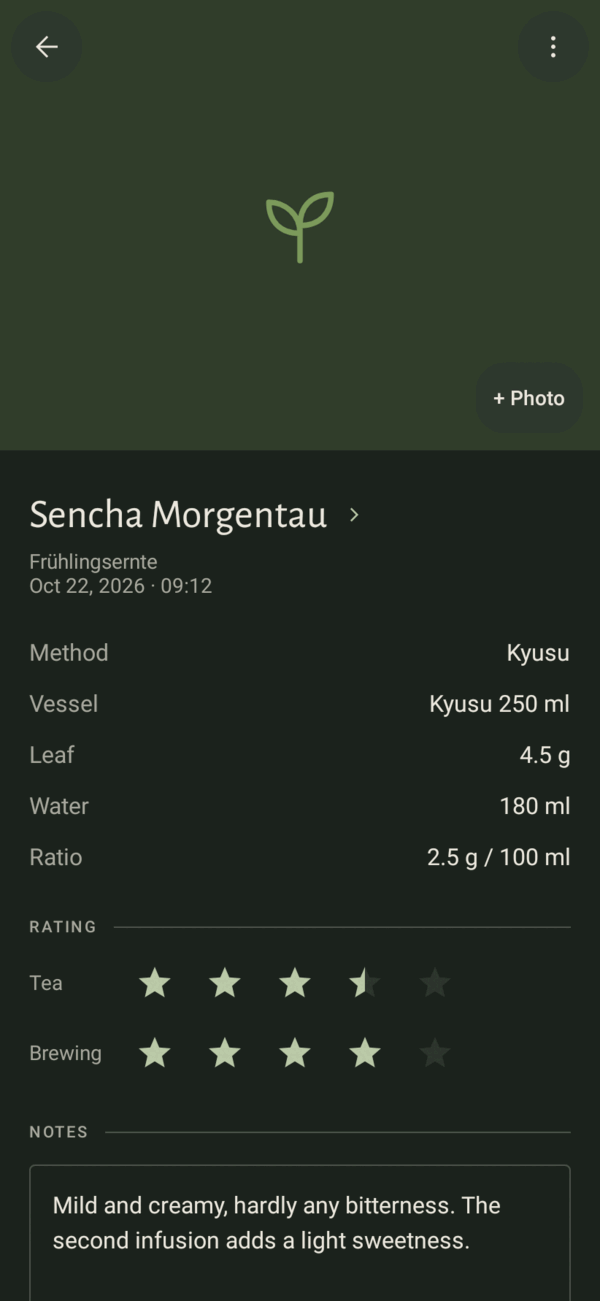 + Photo
Sencha Morgentau
Frühlingsernte
Oct 22, 2026 · 09:12
Method Kyusu
Vessel Kyusu 250 ml
Leaf 4.5 g
Water 180 ml
Ratio 2.5 g / 100 ml
RATING
Tea
Brewing
NOTES
Mild and creamy, hardly any bitterness. The
second infusion adds a light sweetness.